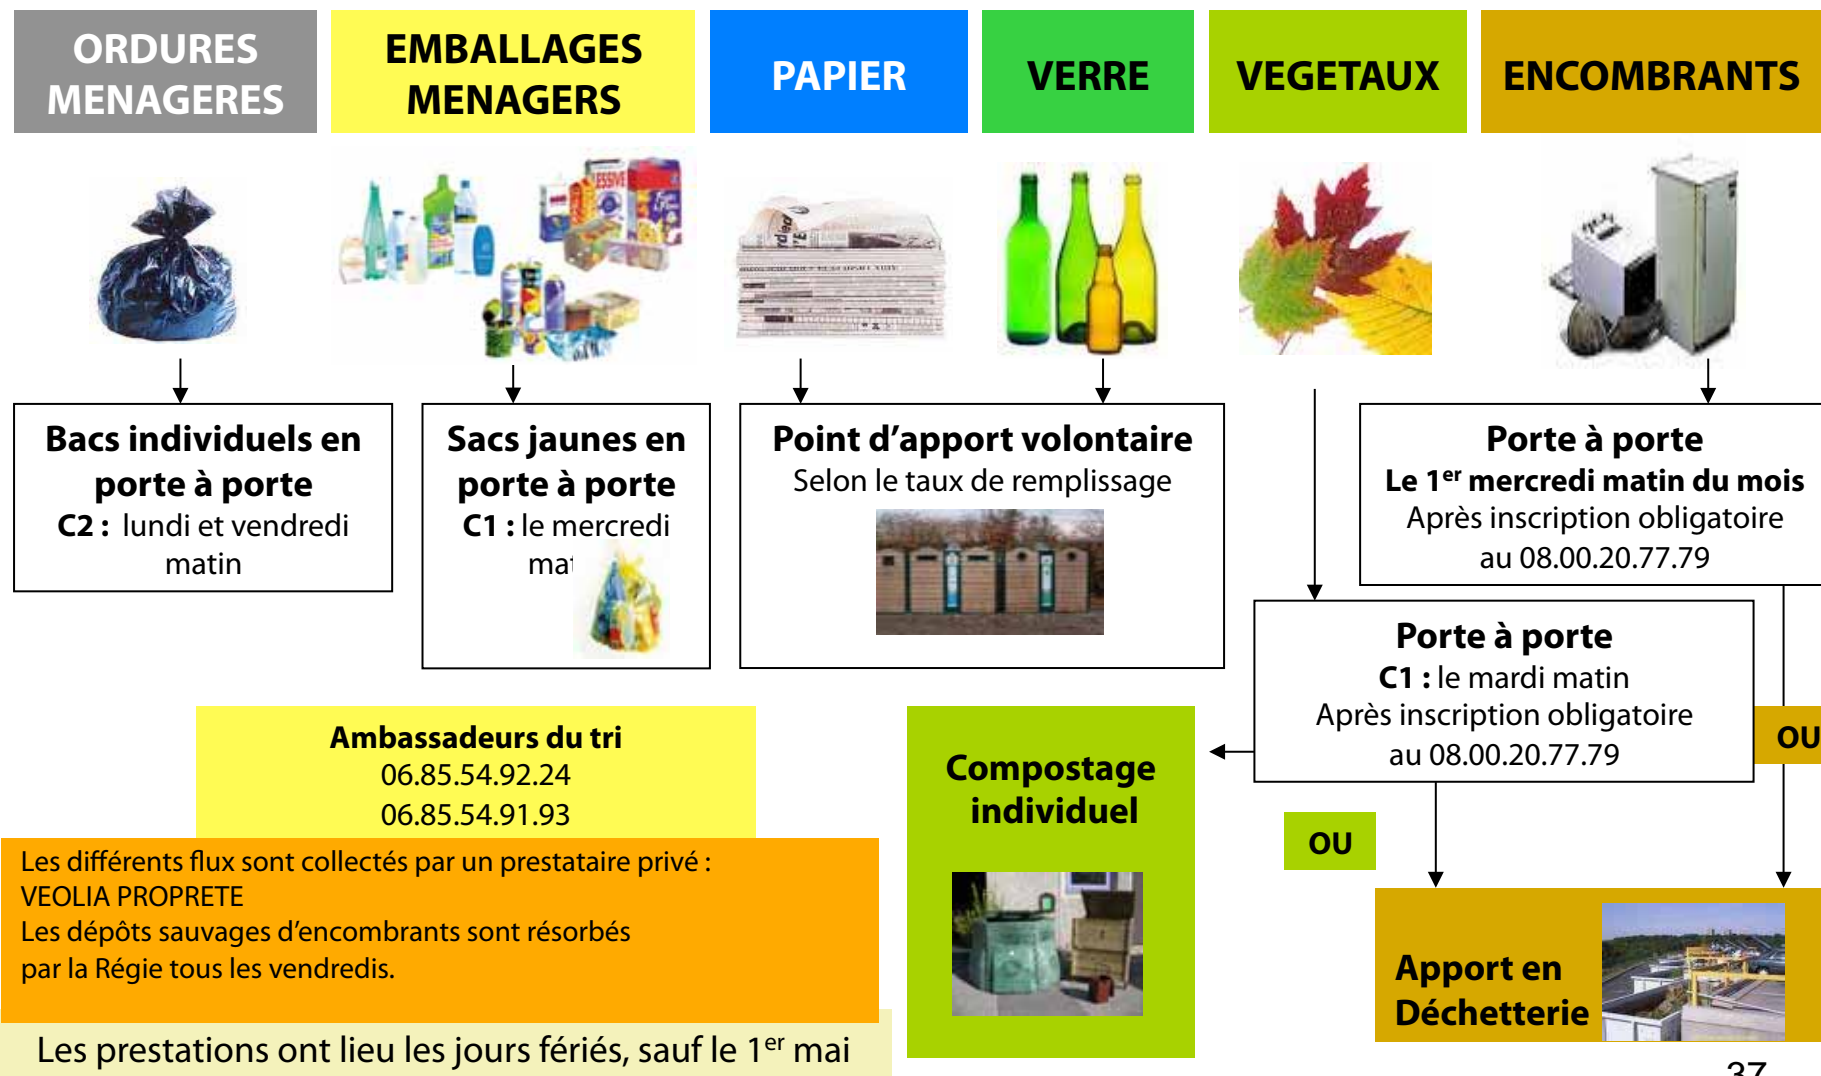 ORDURES
MENAGERES
EMBALLAGES
MENAGERS
PAPIER
VERRE
VEGETAUX
ENCOMBRANTS
ESSIVE
Bacs individuels en
porte à porte
C2 : lundi et vendredi
matin
Sacs jaunes en
porte à porte
C1 : le mercredi
mat
Point d’apport volontaire
Selon le taux de remplissage
Porte à porte
Le 1er mercredi matin du mois
Après inscription obligatoire
au 08.00.20.77.79
Porte à porte
C1 : le mardi matin
Après inscription obligatoire
au 08.00.20.77.79
OU
Ambassadeurs du tri
06.85.54.92.24
06.85.54.91.93
Compostage
individuel
OU
Les différents flux sont collectés par un prestataire privé :
VEOLIA PROPRETE
Les dépôts sauvages d’encombrants sont résorbés
par la Régie tous les vendredis.
Apport en
Déchetterie
Les prestations ont lieu les jours fériés, sauf le 1er mai
37